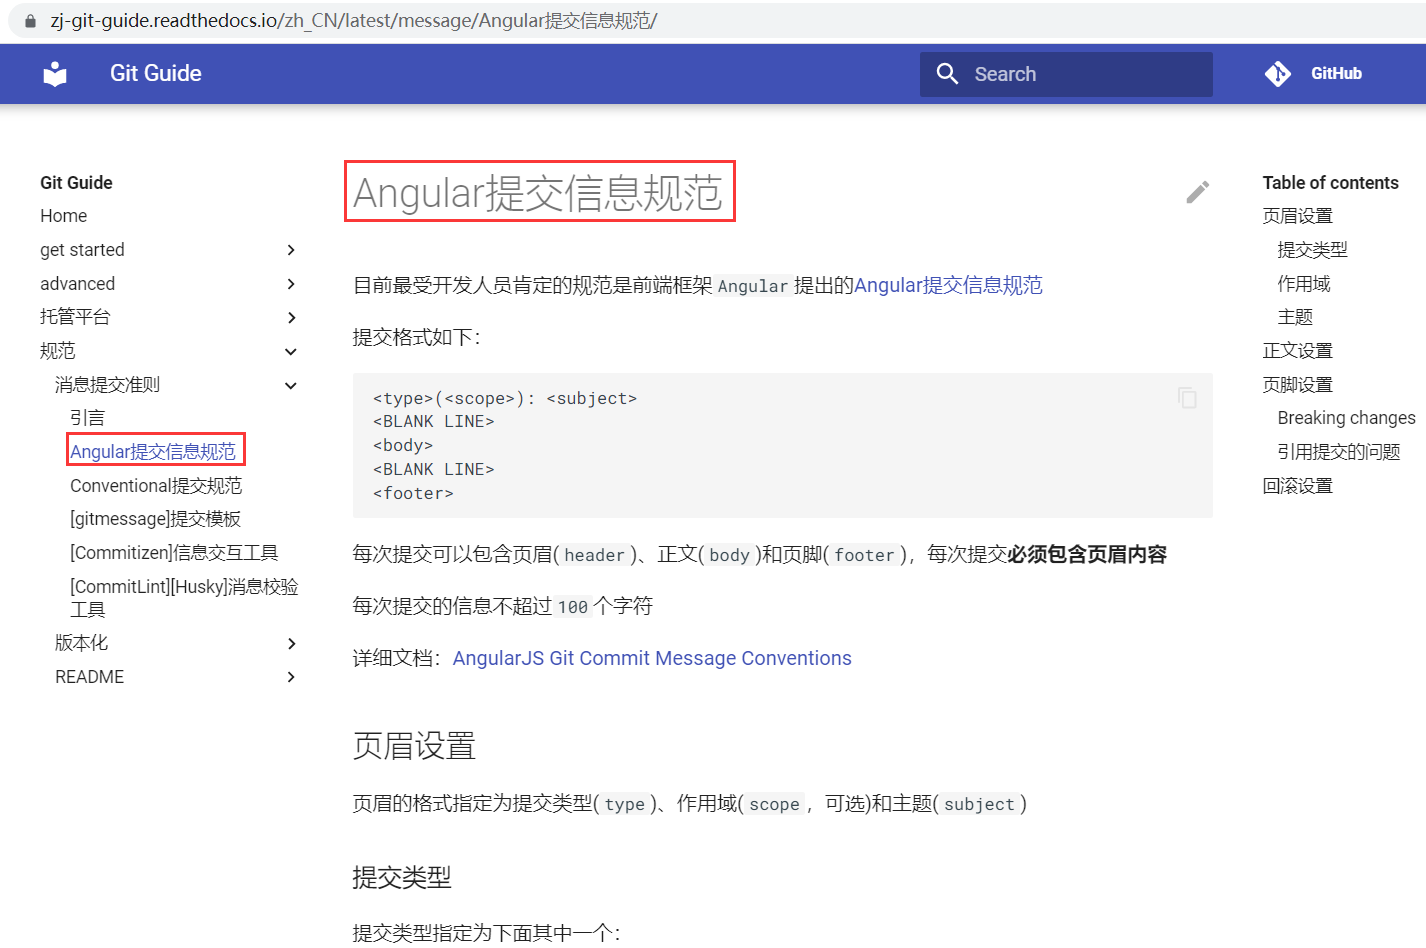 zj-git-guide.readthedocs.io/zh_CN/latest/message/Angular提交信息规范/
Git Guide
Search
GitHub
Git Guide
Home
get started
advanced
托管平台
规范
消息提交准则
引言
Angular提交信息规范
Conventional提交规范
[gitmessage]提交模板
[Commitizen]信息交互工具
[CommitLint][Husky]消息校验
工具
版本化
README
Angular提交信息规范
目前最受开发人员肯定的规范是前端框架Angular提出的Angular提交信息规范
提交格式如下：
<type>(<scope>): <subject>
<BLANK LINE>
<body>
<BLANK LINE>
<footer>
每次提交可以包含页眉(header)、正文(body)和页脚(footer)，每次提交必须包含页眉内容
每次提交的信息不超过100个字符
详细文档：AngularJS Git Commit Message Conventions
页眉设置
页眉的格式指定为提交类型(type)、作用域(scope，可选)和主题(subject)
提交类型
提交类型指定为下面其中一个：
Table of contents
页眉设置
提交类型
作用域
主题
正文设置
页脚设置
Breaking changes
引用提交的问题
回滚设置